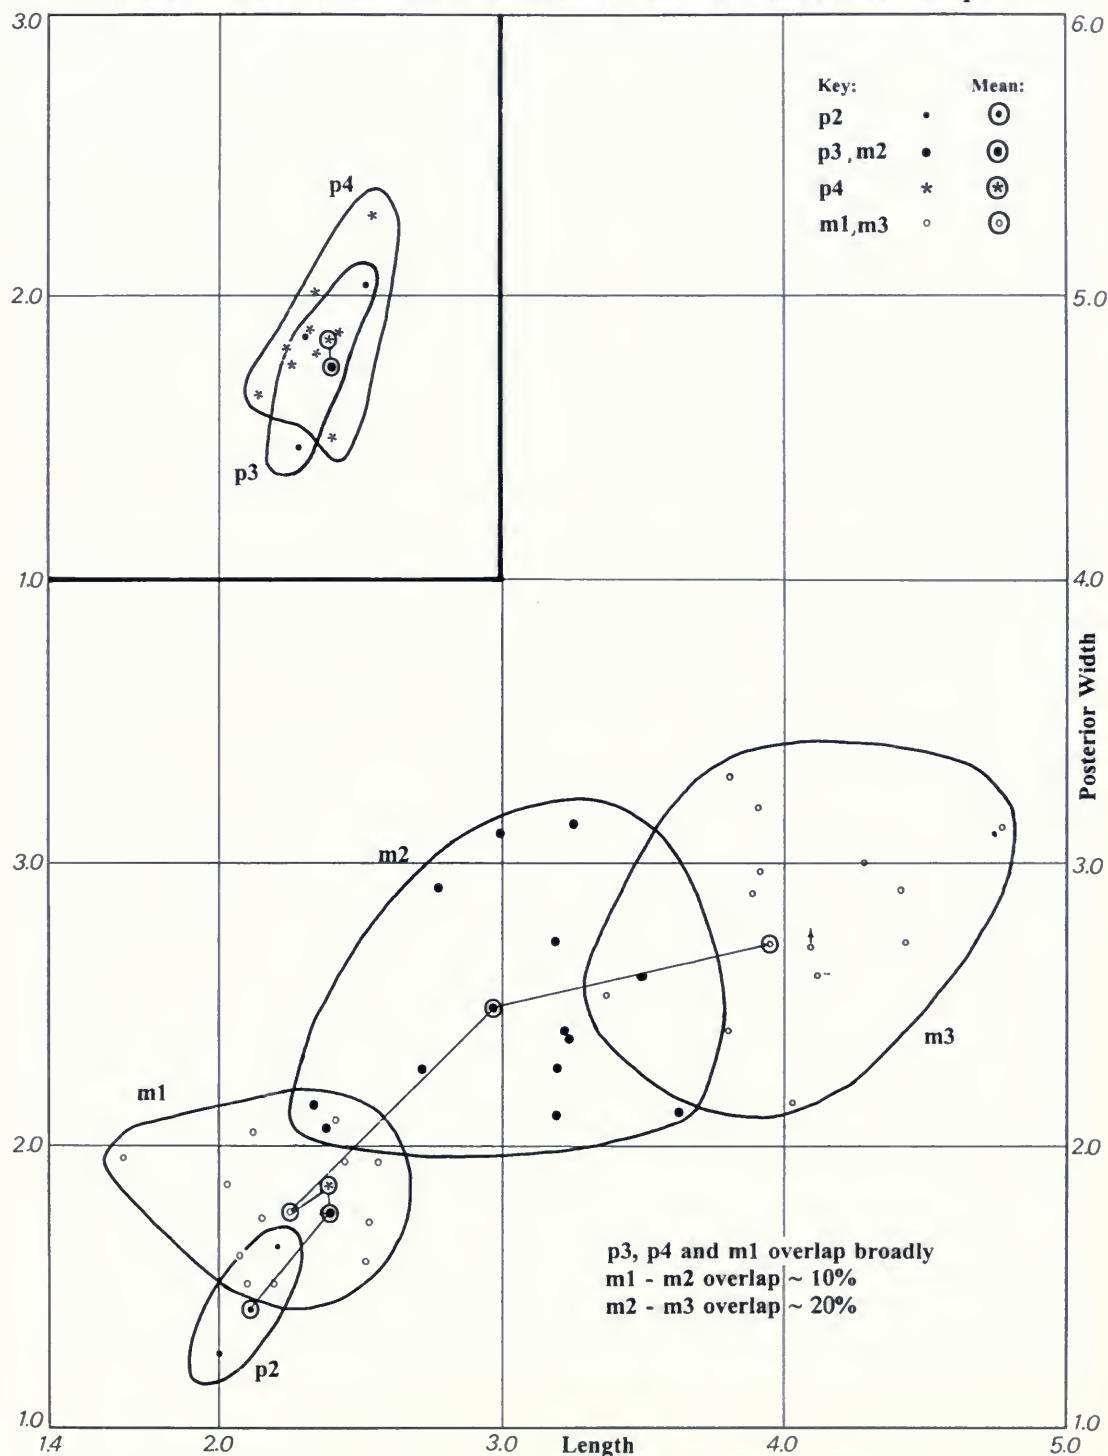 3.0
6.0
Key: Mean:
p2
p3, m2
p4
m1, m3
p4
2.0
5.0
p3
1.0
4.0
Posterior Width
m2
3.0
3.0
m3
m1
2.0
2.0
p3, p4 and m1 overlap broadly
m1 - m2 overlap ~ 10%
m2 - m3 overlap ~ 20%
p2
1.0
1.0
1.4 2.0 3.0 Length 4.0 5.0